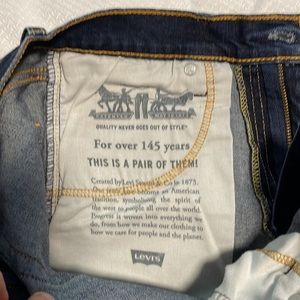 QUALITY NEVER GOES OUT OF STYLE
For over 145 years
THIS IS A PAIR OF THEM!
Created by Levi Strauss & Co in 1873.
Our jeans have become an American
tradition, symbolizing the spirit of
the west to people all over the world.
Progress is woven into everything we
do, from how we make our clothing to
how we care for people and the planet.
Levi's